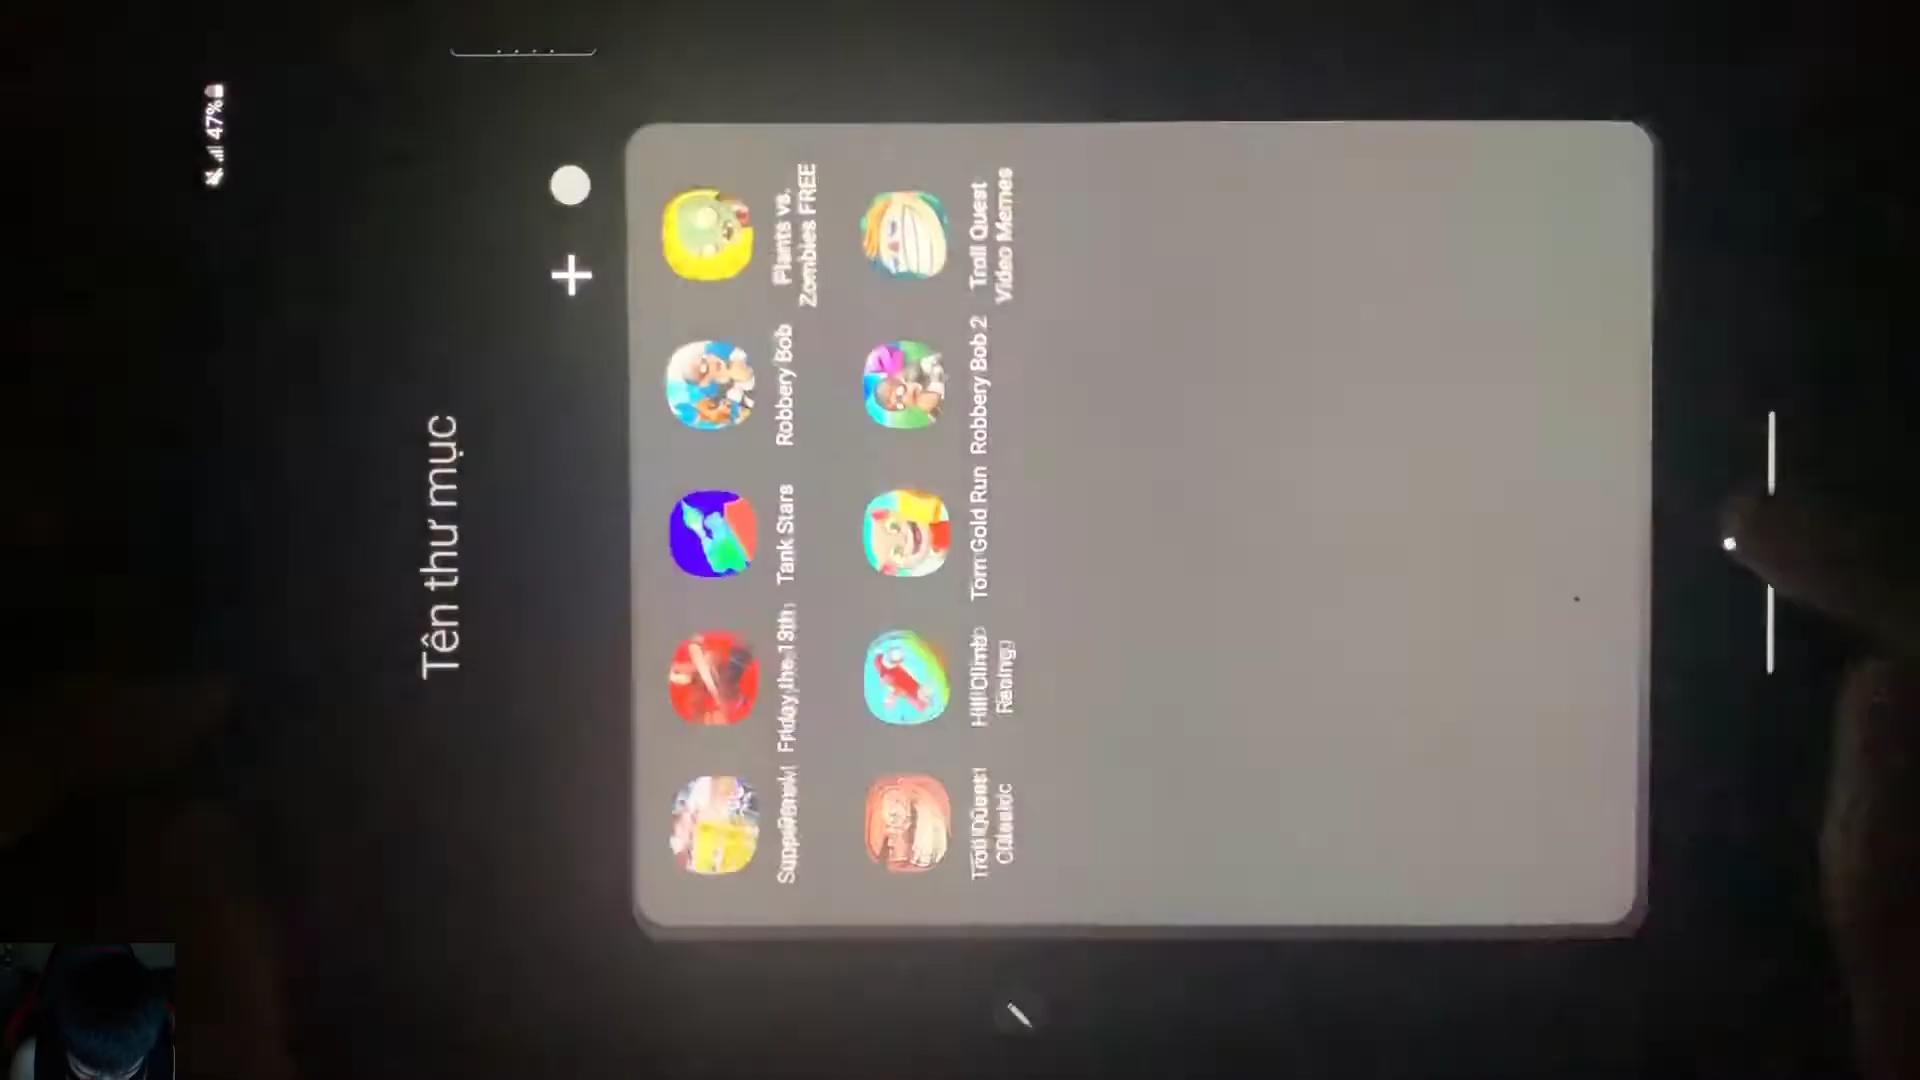 47%
Tên thư mục
Friday the 13th
Tank Stars
Robbery Bob
Plants vs.
Zombies FREE
Troll Quest
Classic
Hill Climb
Racing
Tom Gold Run
Robbery Bob 2
Troll Quest
Video Memes